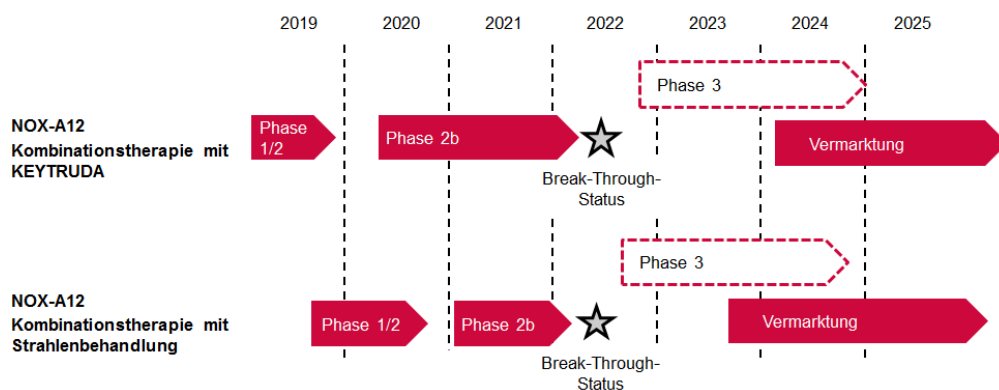 2019 2020 2021 2022 2023 2024 2025
Phase 3
NOX-A12
Kombinationstherapie mit
KEYTRUDA
Phase
1/2
Phase 2b
Vermarktung
Break-Through-
Status
Phase 3
NOX-A12
Kombinationstherapie mit
Strahlenbehandlung
Phase 1/2
Phase 2b
Vermarktung
Break-Through-
Status